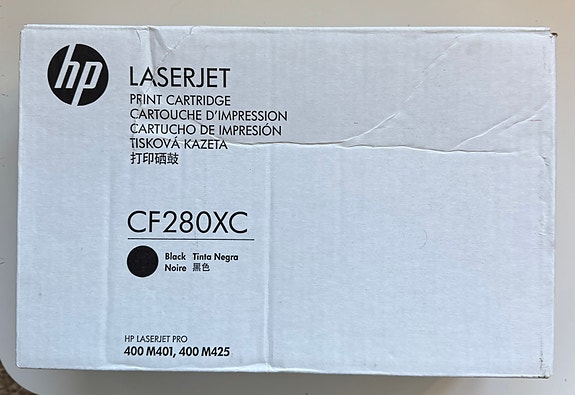 hp
LASERJET
PRINT CARTRIDGE
CARTOUCHE D'IMPRESSION
CARTUCHO DE IMPRESIÓN
TISKOVÁ KAZETA
打印硒鼓
CF280XC
Black Tinta Negra
Noire 黑色
HP LASERJET PRO
400 M401, 400 M425